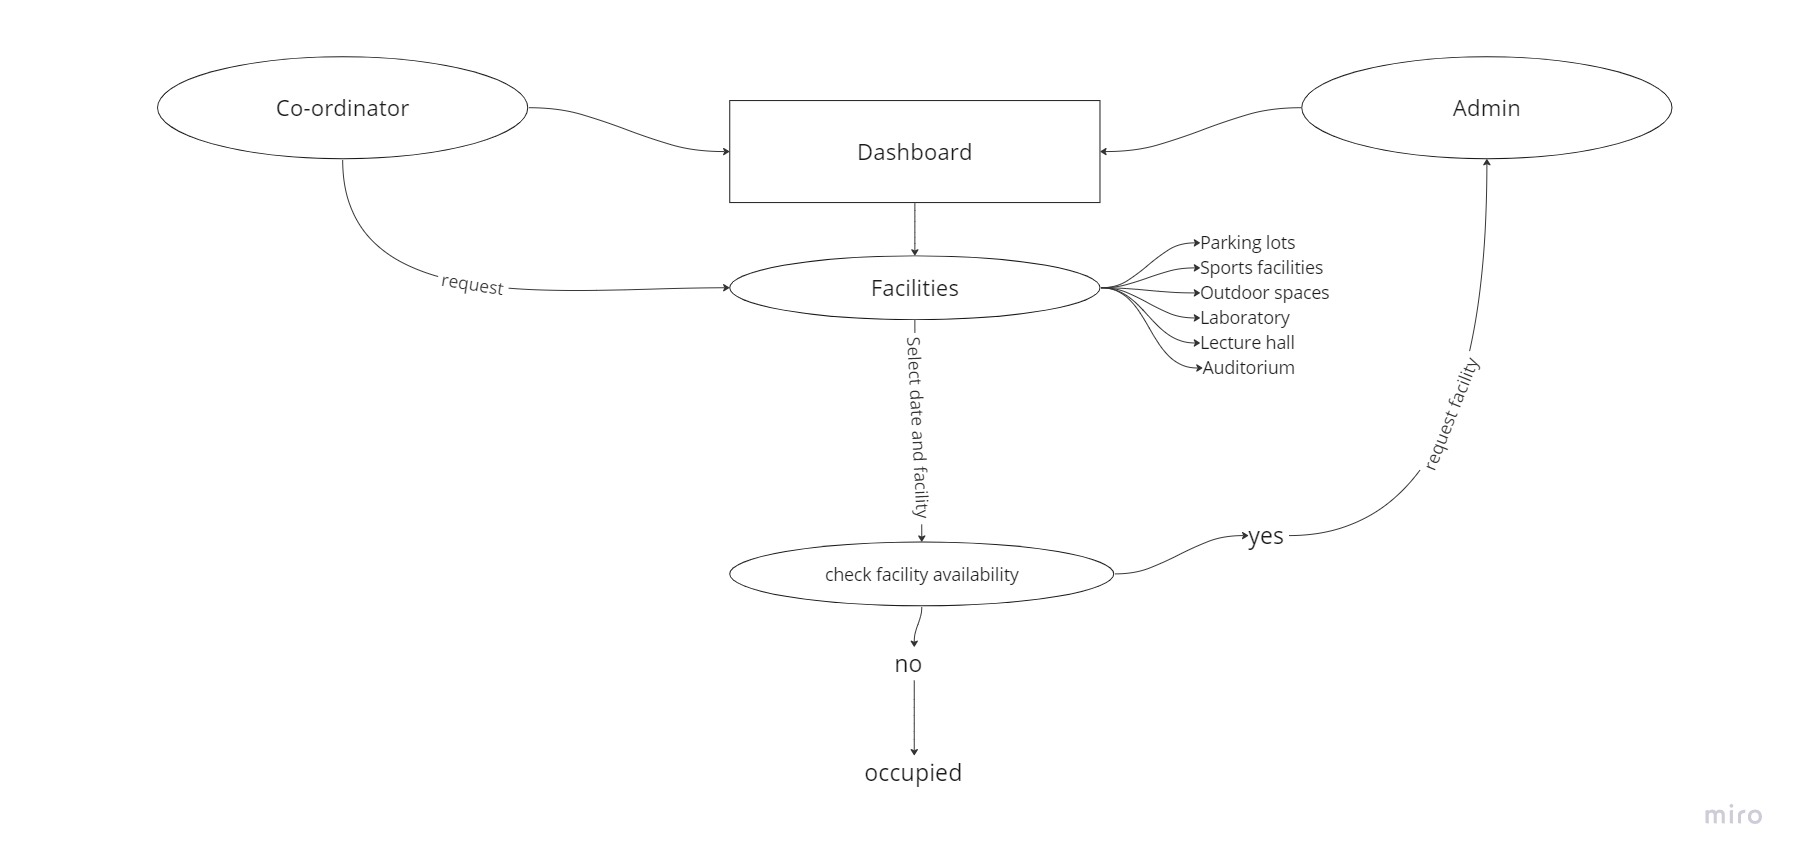 Co-ordinator
Admin
Dashboard
Parking lots
Sports facilities
request
Facilities
Outdoor spaces
Laboratory
Lecture hall
Auditorium
Select date and facility
request facility
yes
check facility availability
no
occupied
miro